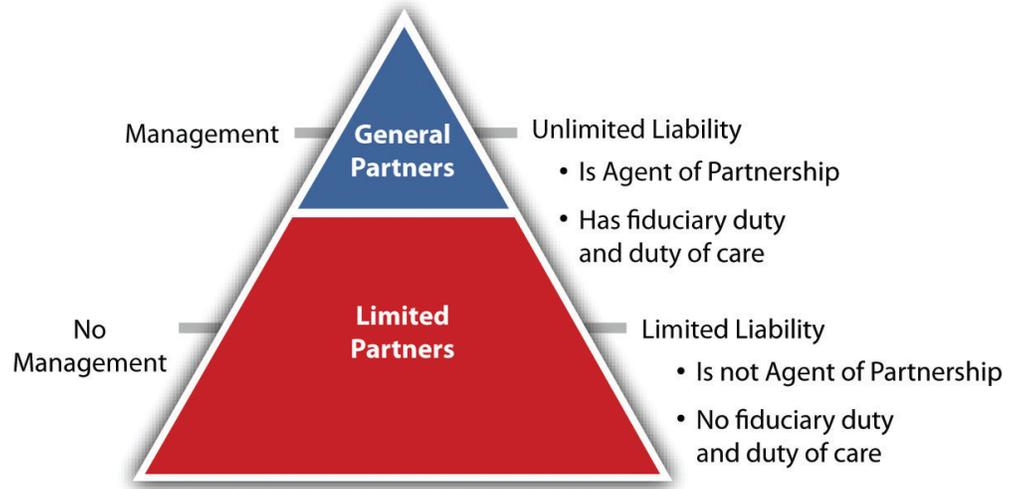 Management
General
Partners
Unlimited Liability
• Is Agent of Partnership
• Has fiduciary duty
and duty of care
No
Management
Limited
Partners
Limited Liability
• Is not Agent of Partnership
• No fiduciary duty
and duty of care